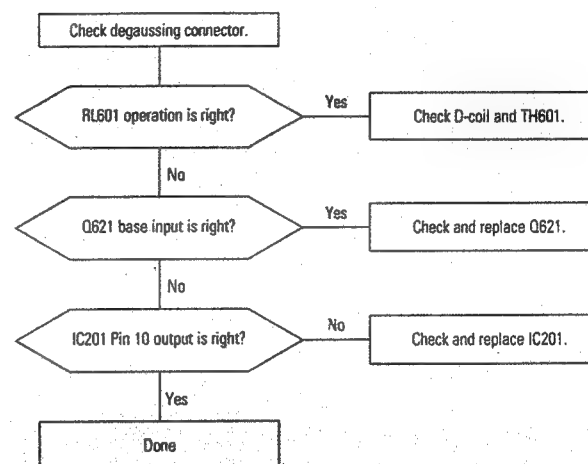 Check degaussing connector.
RL601 operation is right?
Yes
Check D-coil and TH601.
No
Q621 base input is right?
Yes
Check and replace Q621.
No
IC201 Pin 10 output is right?
No
Check and replace IC201.
Yes
Done